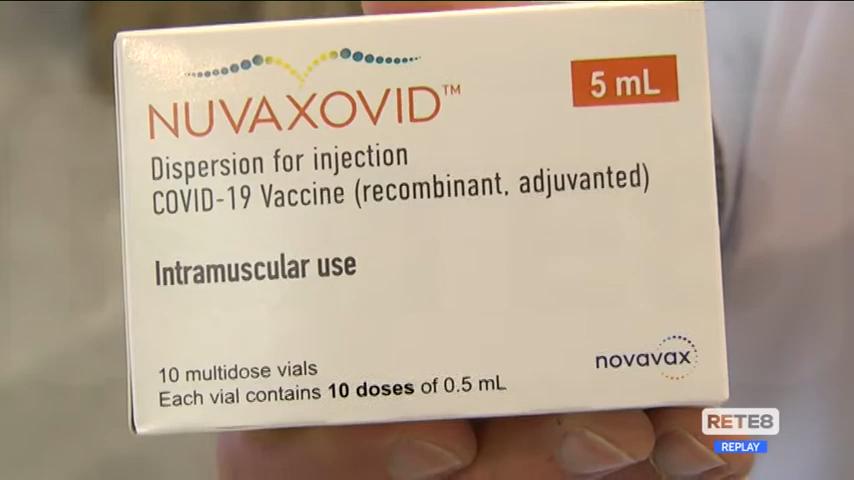 NUVAXOVID™
5 mL
Dispersion for injection
COVID-19 Vaccine (recombinant, adjuvanted)
Intramuscular use
10 multidose vials
Each vial contains 10 doses of 0.5 mL
novavax
RETE8
REPLAY